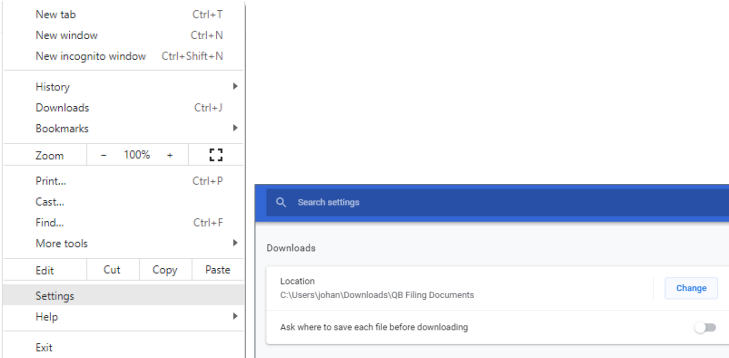 New tab Ctrl+T
New window Ctrl+N
New incognito window Ctrl+Shift+N
History
Downloads Ctrl+J
Bookmarks
Zoom - 100% +
Print... Ctrl+P
Cast...
Find... Ctrl+F
More tools
Edit Cut Copy Paste
Settings
Help
Exit
Search settings
Downloads
Location
C:\Users\johan\Downloads\QB Filing Documents
Change
Ask where to save each file before downloading